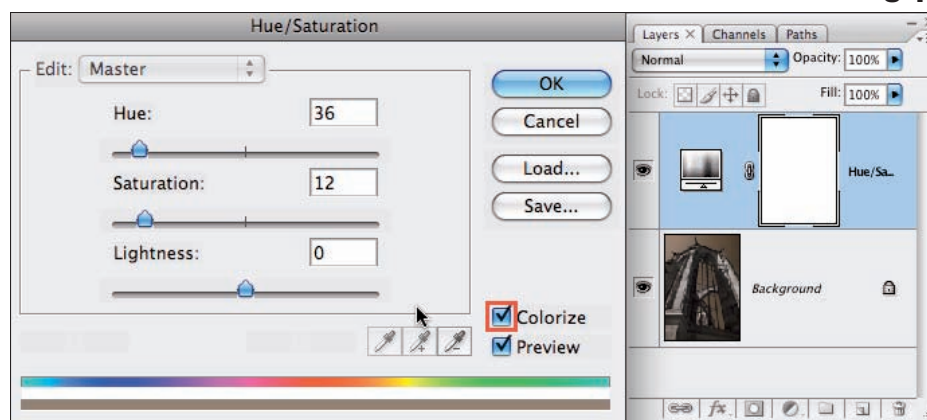 Hue/Saturation
Edit: Master
Hue: 36
Saturation: 12
Lightness: 0
OK
Cancel
Load...
Save...
Colorize
Preview
Layers × Channels Paths
Normal Opacity: 100%
Lock: Fill: 100%
Hue/Sa...
Background
fx